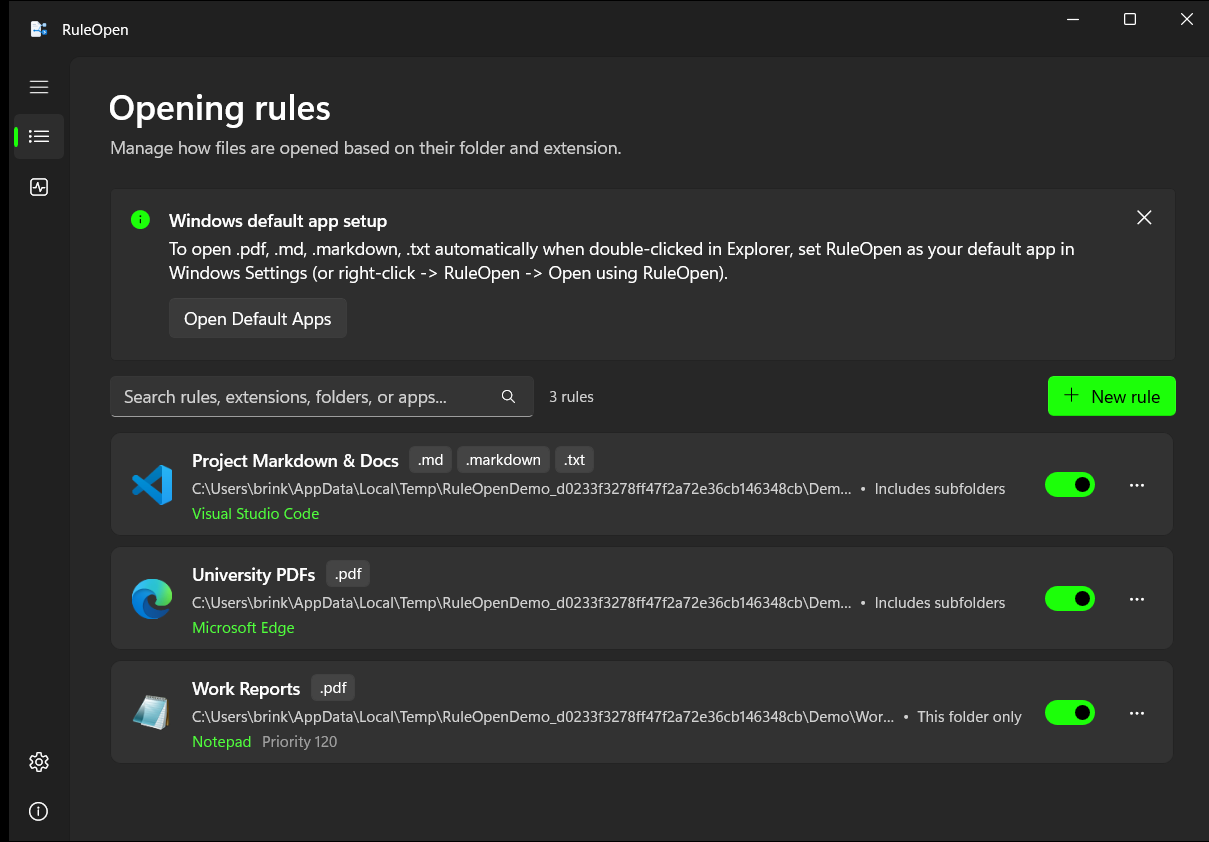 RuleOpen
Opening rules
Manage how files are opened based on their folder and extension.
Windows default app setup
To open .pdf, .md, .markdown, .txt automatically when double-clicked in Explorer, set RuleOpen as your default app in
Windows Settings (or right-click -> RuleOpen -> Open using RuleOpen).
Open Default Apps
Search rules, extensions, folders, or apps...
3 rules
New rule
Project Markdown & Docs .md .markdown .txt
C:\Users\brink\AppData\Local\Temp\RuleOpenDemo_d0233f3278ff47f2a72e36cb146348cb\Dem... • Includes subfolders
Visual Studio Code
University PDFs .pdf
C:\Users\brink\AppData\Local\Temp\RuleOpenDemo_d0233f3278ff47f2a72e36cb146348cb\Dem... • Includes subfolders
Microsoft Edge
Work Reports .pdf
C:\Users\brink\AppData\Local\Temp\RuleOpenDemo_d0233f3278ff47f2a72e36cb146348cb\Demo\Wor... • This folder only
Notepad Priority 120